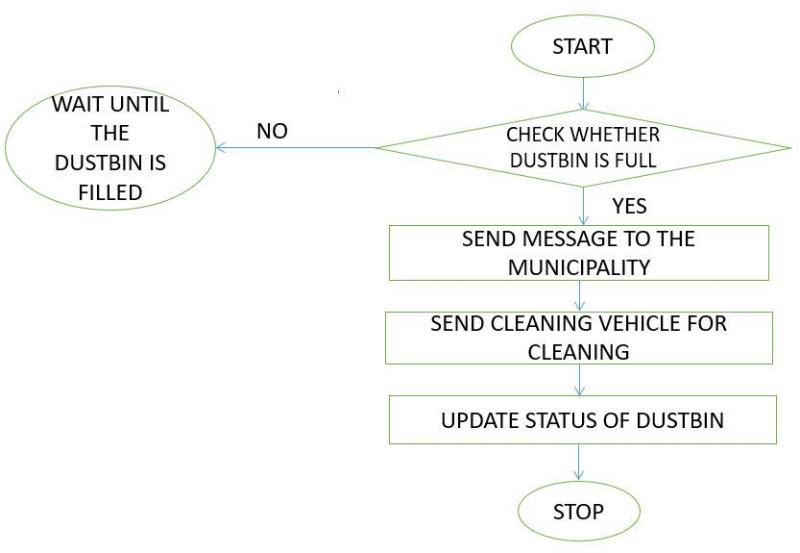 START
WAIT UNTIL
THE
DUSTBIN IS
FILLED
NO
CHECK WHETHER
DUSTBIN IS FULL
YES
SEND MESSAGE TO THE
MUNICIPALITY
SEND CLEANING VEHICLE FOR
CLEANING
UPDATE STATUS OF DUSTBIN
STOP